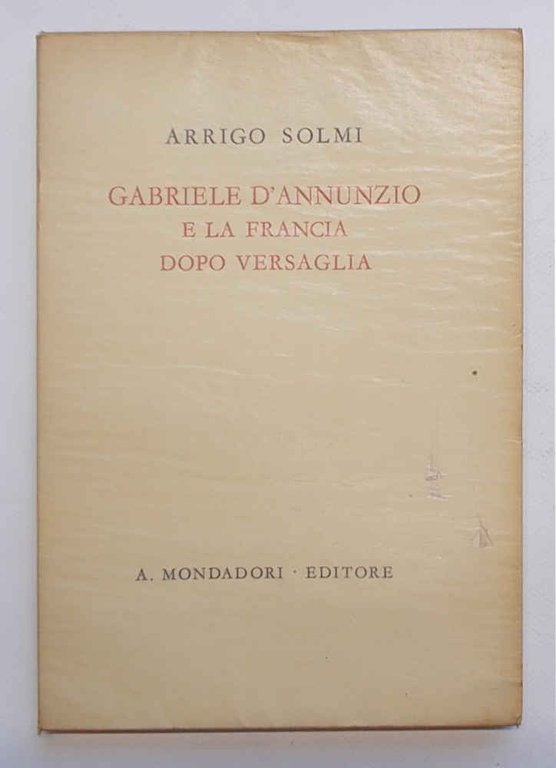 ARRIGO SOLMI
GABRIELE D'ANNUNZIO
E LA FRANCIA
DOPO VERSAGLIA
A. MONDADORI · EDITORE